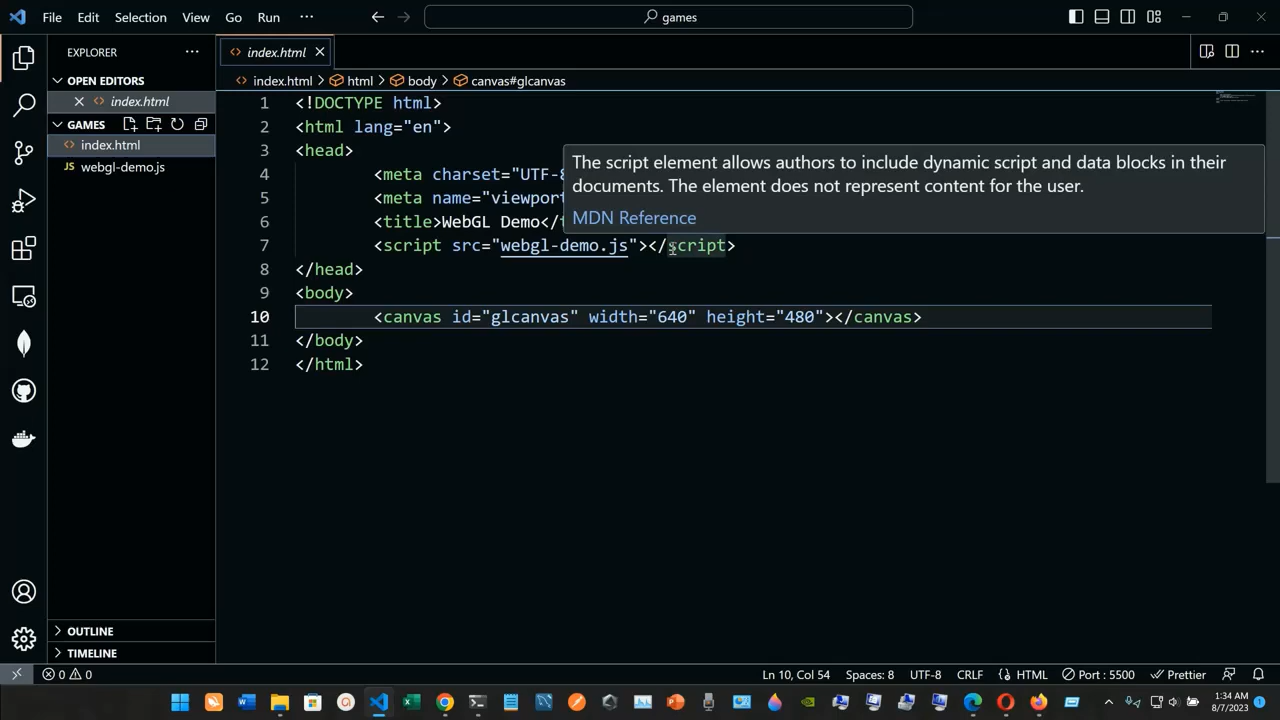 File Edit Selection View Go Run ··· games
EXPLORER ···
OPEN EDITORS
index.html
GAMES
index.html
JS webgl-demo.js
OUTLINE
TIMELINE
index.html
index.html html body canvas#glcanvas
1 <!DOCTYPE html>
2 <html lang="en">
3 <head>
4 <meta charset="UTF-8
5 <meta name="viewport
6 <title>WebGL Demo</
7 <script src="webgl-demo.js"></script>
8 </head>
9 <body>
10 <canvas id="glcanvas" width="640" height="480"></canvas>
11 </body>
12 </html>
The script element allows authors to include dynamic script and data blocks in their
documents. The element does not represent content for the user.
MDN Reference
0 0 Ln 10, Col 54 Spaces: 8 UTF-8 CRLF {} HTML Port : 5500 Prettier
1:34 AM
8/7/2023